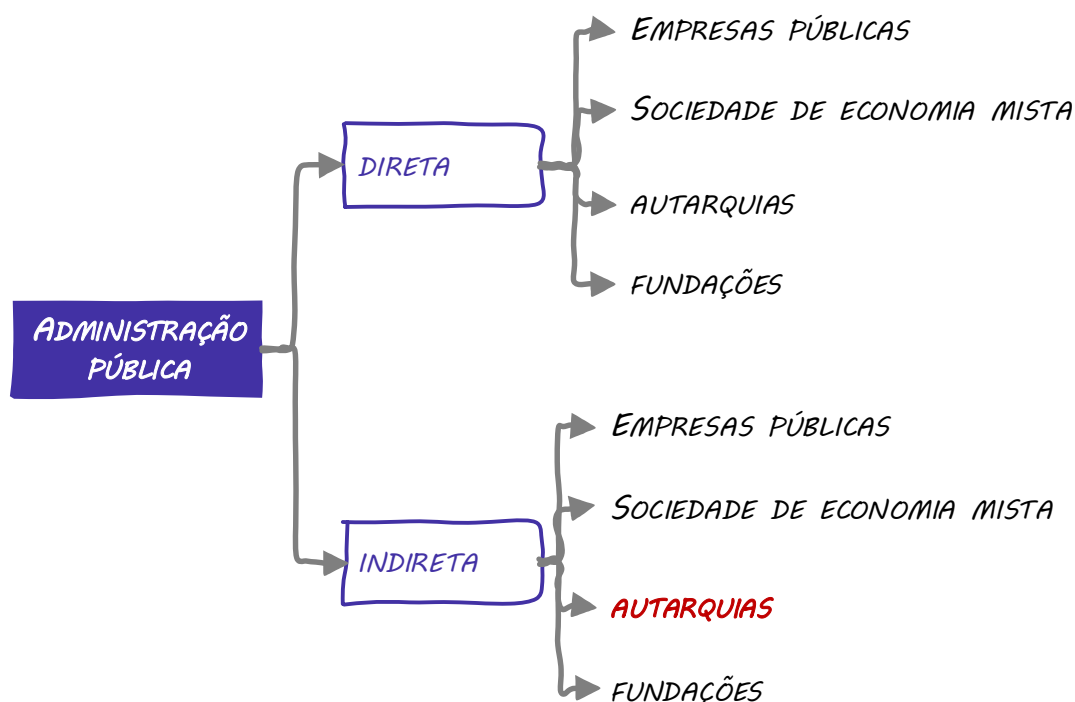 Empresas públicas
Sociedade de economia mista
DIRETA
autarquias
fundações
Administração
pública
Empresas públicas
Sociedade de economia mista
INDIRETA
autarquias
fundações